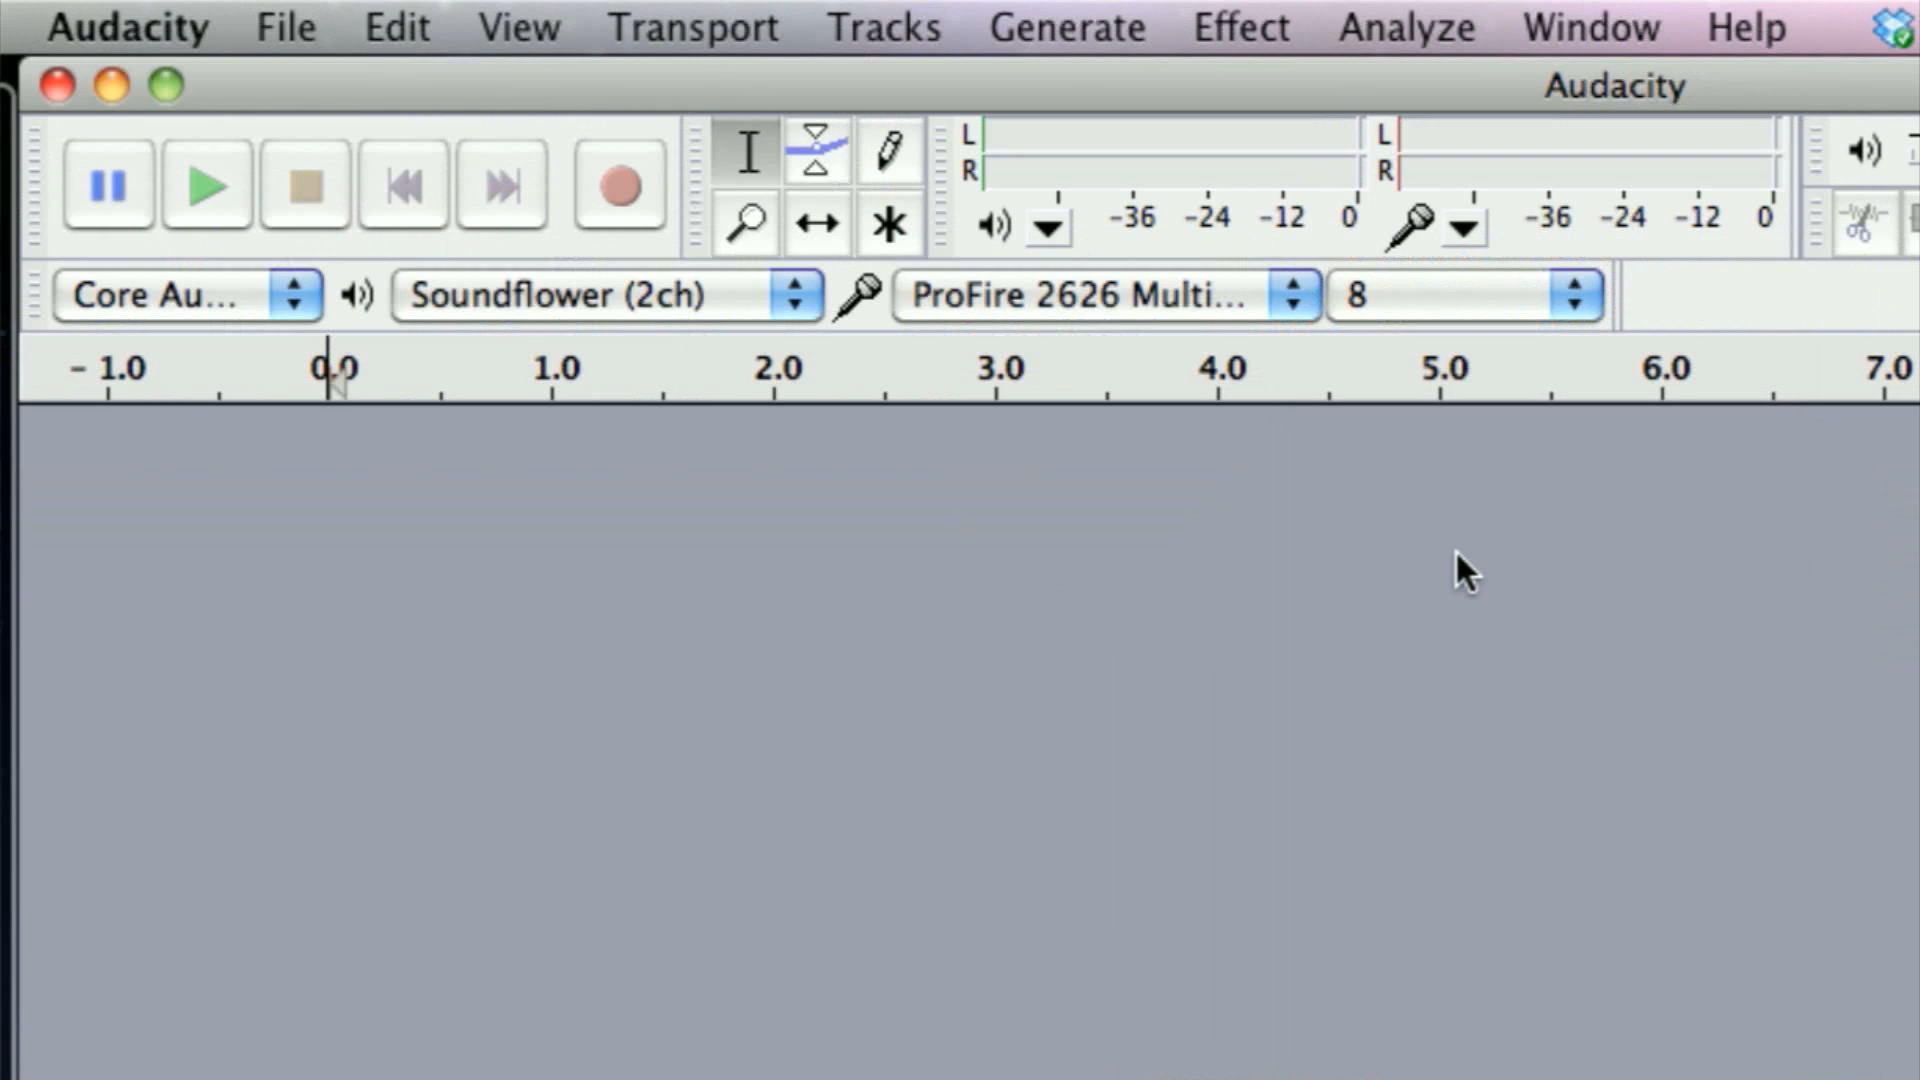 Audacity File Edit View Transport Tracks Generate Effect Analyze Window Help
Audacity
L L
R R
-36 -24 -12 0 -36 -24 -12 0
Core Au... Soundflower (2ch) ProFire 2626 Multi... 8
- 1.0 0.0 1.0 2.0 3.0 4.0 5.0 6.0 7.0